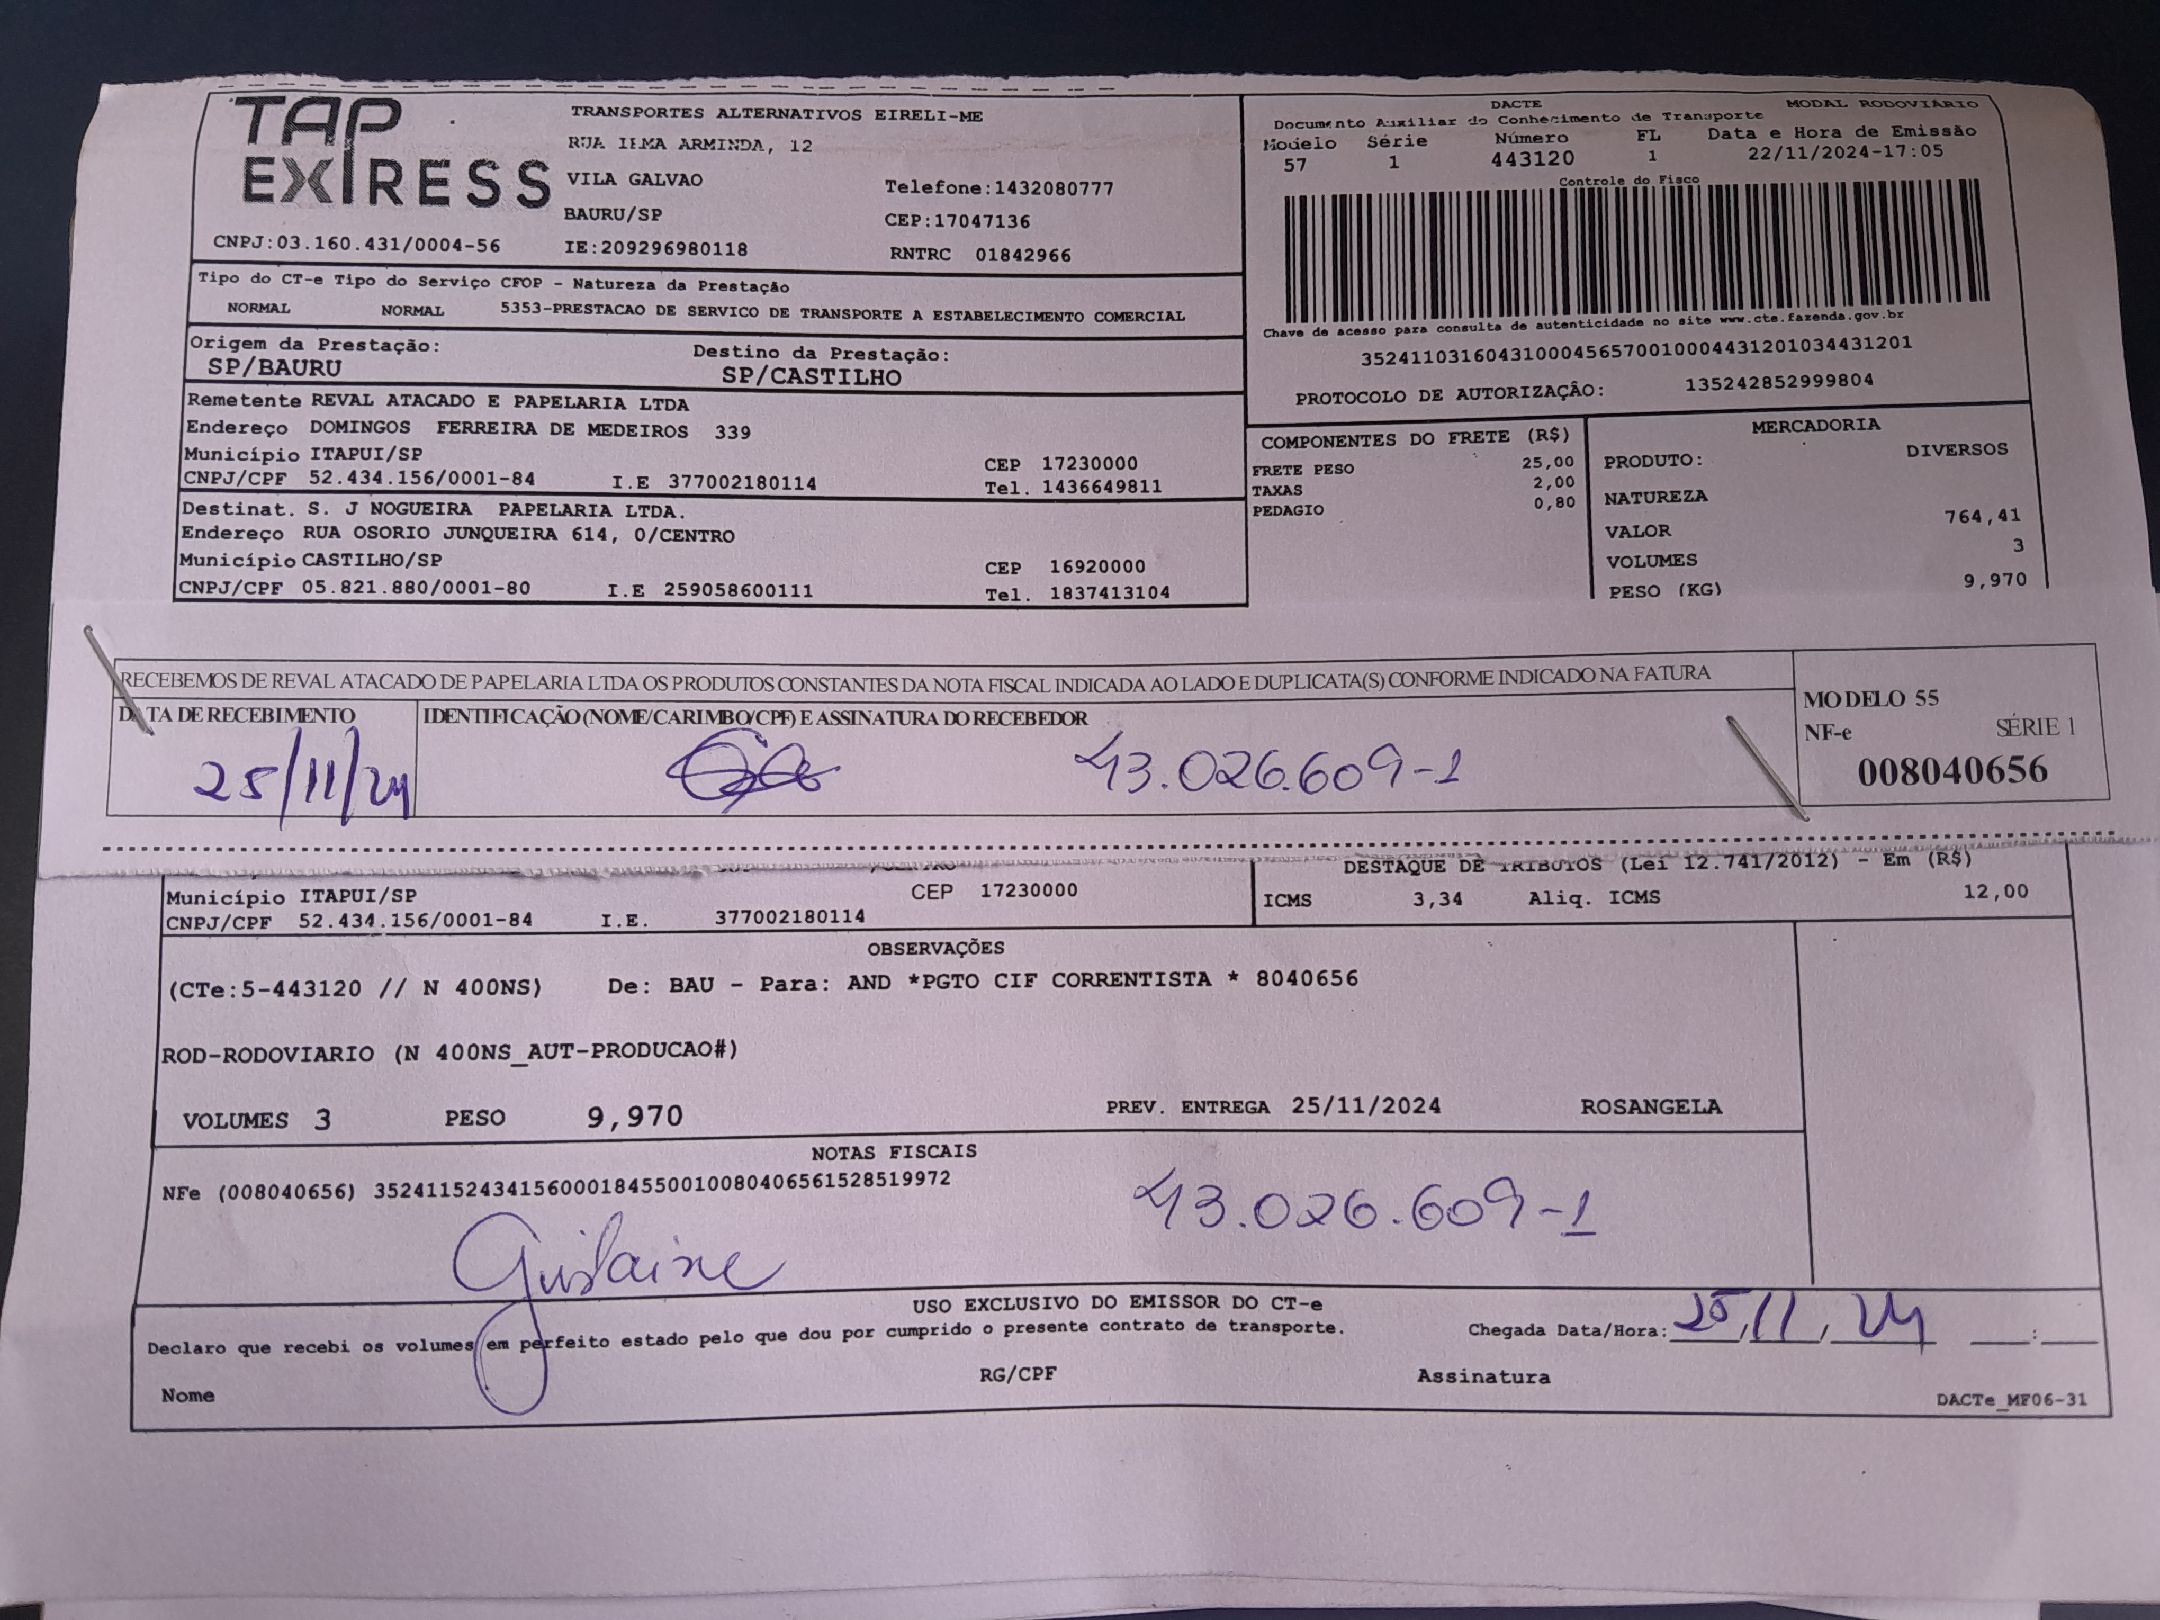 TAP
EXPRESS
TRANSPORTES ALTERNATIVOS EIRELI-ME
RUA ILMA ARMINDA, 12
VILA GALVAO
Telefone:1432080777
BAURU/SP
CEP:17047136
CNPJ:03.160.431/0004-56
IE:209296980118
RNTRC 01842966
DACTE
MODAL RODOVIÁRIO
Documento Auxiliar do Conhecimento de Transporte
Modelo Série Número FL Data e Hora de Emissão
57 1 443120 1 22/11/2024-17:05
Controle do Fisco
Chave de acesso para consulta de autenticidade no site www.cte.fazenda.gov.br
35241103160431000456570010004431201034431201
PROTOCOLO DE AUTORIZAÇÃO: 135242852999804
Tipo do CT-e Tipo do Serviço CFOP - Natureza da Prestação
NORMAL NORMAL 5353-PRESTACAO DE SERVICO DE TRANSPORTE A ESTABELECIMENTO COMERCIAL
Origem da Prestação: Destino da Prestação:
SP/BAURU SP/CASTILHO
Remetente REVAL ATACADO E PAPELARIA LTDA
Endereço DOMINGOS FERREIRA DE MEDEIROS 339
Município ITAPUI/SP CEP 17230000
CNPJ/CPF 52.434.156/0001-84 I.E 377002180114 Tel. 1436649811
Destinat. S. J NOGUEIRA PAPELARIA LTDA.
Endereço RUA OSORIO JUNQUEIRA 614, 0/CENTRO
Município CASTILHO/SP CEP 16920000
CNPJ/CPF 05.821.880/0001-80 I.E 259058600111 Tel. 1837413104
COMPONENTES DO FRETE (R$)
FRETE PESO 25,00
TAXAS 2,00
PEDAGIO 0,80
MERCADORIA
PRODUTO: DIVERSOS
NATUREZA
VALOR 764,41
VOLUMES 3
PESO (KG) 9,970
RECEBEMOS DE REVAL ATACADO DE PAPELARIA LTDA OS PRODUTOS CONSTANTES DA NOTA FISCAL INDICADA AO LADO E DUPLICATA(S) CONFORME INDICADO NA FATURA
DATA DE RECEBIMENTO
IDENTIFICAÇÃO (NOME/CARIMBO/CPF) E ASSINATURA DO RECEBEDOR
25/11/24
43.026.609-1
MODELO 55
NF-e SÉRIE 1
008040656
Município ITAPUI/SP CEP 17230000
CNPJ/CPF 52.434.156/0001-84 I.E. 377002180114
DESTAQUE DE TRIBUTOS (Lei 12.741/2012) - Em (R$)
ICMS 3,34 Aliq. ICMS 12,00
OBSERVAÇÕES
(CTe:5-443120 // N 400NS) De: BAU - Para: AND *PGTO CIF CORRENTISTA * 8040656
ROD-RODOVIARIO (N 400NS_AUT-PRODUCAO#)
VOLUMES 3 PESO 9,970 PREV. ENTREGA 25/11/2024 ROSANGELA
NOTAS FISCAIS
NFe (008040656) 35241152434156000184550010080406561528519972
43.026.609-1
Gislaine
USO EXCLUSIVO DO EMISSOR DO CT-e
Declaro que recebi os volumes em perfeito estado pelo que dou por cumprido o presente contrato de transporte.
Chegada Data/Hora: 25/11/24 __:__
Nome RG/CPF Assinatura
DACTe_MF06-31